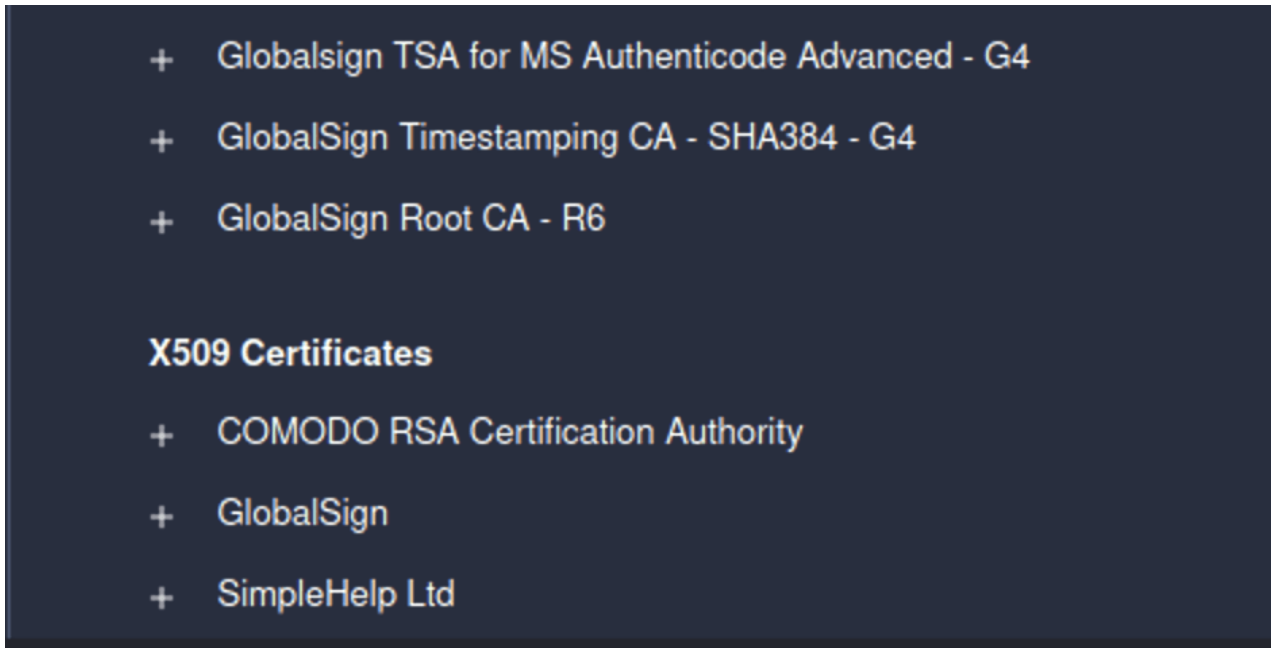 + Globalsign TSA for MS Authenticode Advanced - G4
+ GlobalSign Timestamping CA - SHA384 - G4
+ GlobalSign Root CA - R6
X509 Certificates
+ COMODO RSA Certification Authority
+ GlobalSign
+ SimpleHelp Ltd